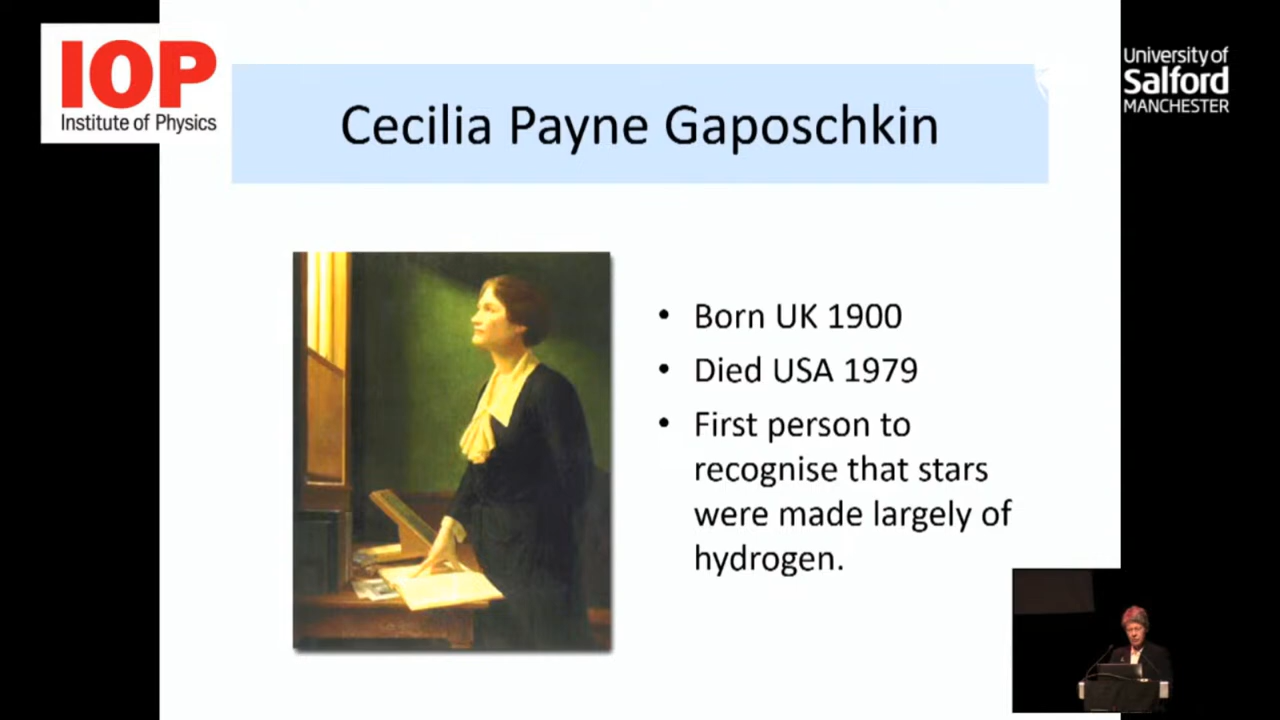 IOP
Institute of Physics
University of
Salford
MANCHESTER
Cecilia Payne Gaposchkin
• Born UK 1900
• Died USA 1979
• First person to
recognise that stars
were made largely of
hydrogen.